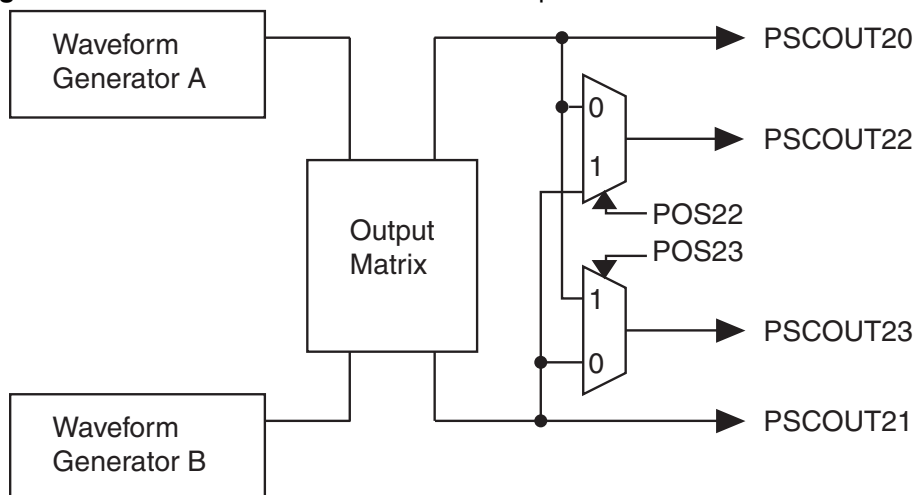 Waveform
Generator A
PSCOUT20
0
PSCOUT22
1
POS22
Output
Matrix
POS23
1
PSCOUT23
0
Waveform
Generator B
PSCOUT21